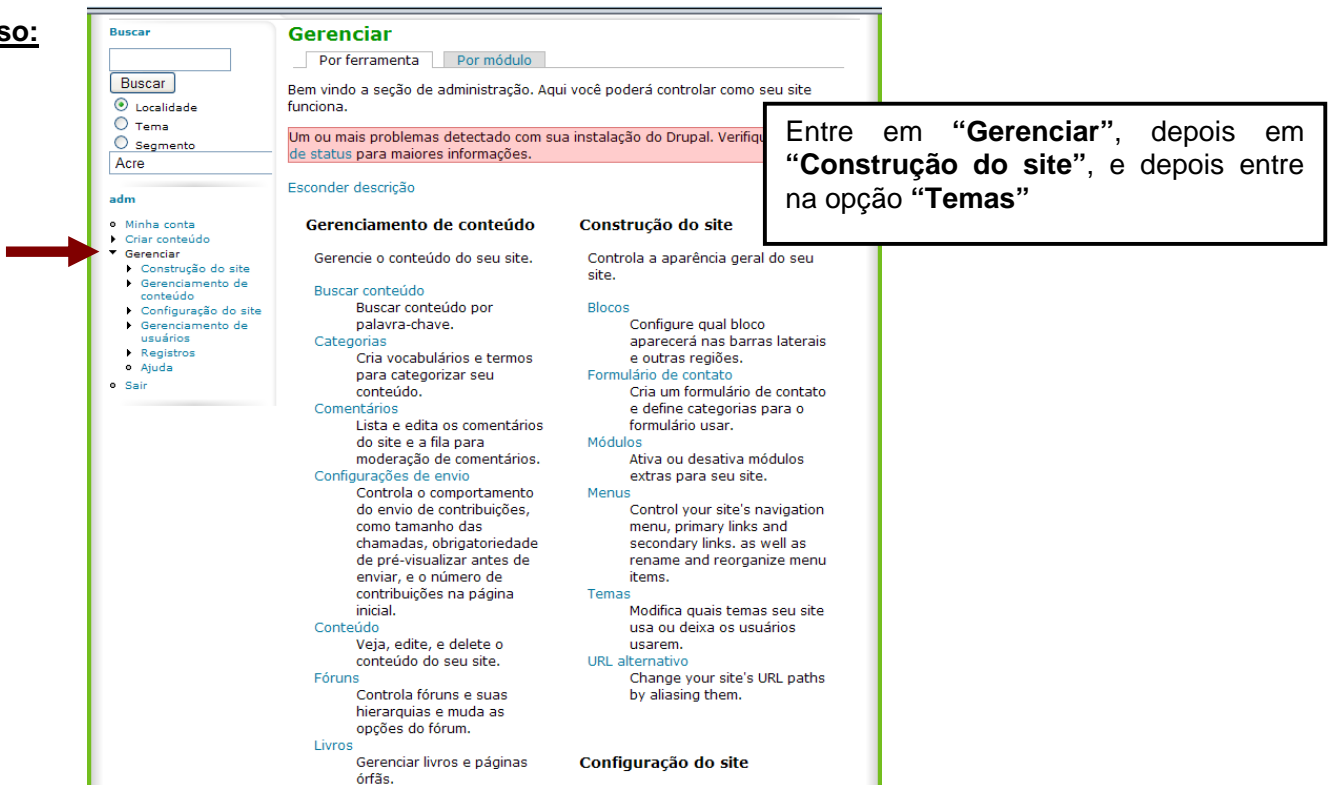 so:
Buscar
Buscar
Localidade
Tema
Segmento
Acre
adm
Minha conta
Criar conteúdo
Gerenciar
Construção do site
Gerenciamento de
conteúdo
Configuração do site
Gerenciamento de
usuários
Registros
Ajuda
Sair
Gerenciar
Por ferramenta
Por módulo
Bem vindo a seção de administração. Aqui você poderá controlar como seu site
funciona.
Um ou mais problemas detectado com sua instalação do Drupal.
de status para maiores informações.
Esconder descrição
Gerenciamento de conteúdo
Gerencie o conteúdo do seu site.
Buscar conteúdo
Buscar conteúdo por
palavra-chave.
Categorias
Cria vocabulários e termos
para categorizar seu
conteúdo.
Comentários
Lista e edita os comentários
do site e a fila para
moderação de comentários.
Configurações de envio
Controla o comportamento
do envio de contribuições,
como tamanho das
chamadas, obrigatoriedade
de pré-visualizar antes de
enviar, e o número de
contribuições na página
inicial.
Conteúdo
Veja, edite, e delete o
conteúdo do seu site.
Fóruns
Controla fóruns e suas
hierarquias e muda as
opções do fórum.
Livros
Gerenciar livros e páginas
órfãs.
Construção do site
Controla a aparência geral do seu
site.
Blocos
Configure qual bloco
aparecerá nas barras laterais
e outras regiões.
Formulário de contato
Cria um formulário de contato
e define categorias para o
formulário usar.
Módulos
Ativa ou desativa módulos
extras para seu site.
Menus
Control your site's navigation
menu, primary links and
secondary links. as well as
rename and reorganize menu
items.
Temas
Modifica quais temas seu site
usa ou deixa os usuários
usarem.
URL alternativo
Change your site's URL paths
by aliasing them.
Configuração do site
Entre em “Gerenciar”, depois em
“Construção do site”, e depois entre
na opção “Temas”